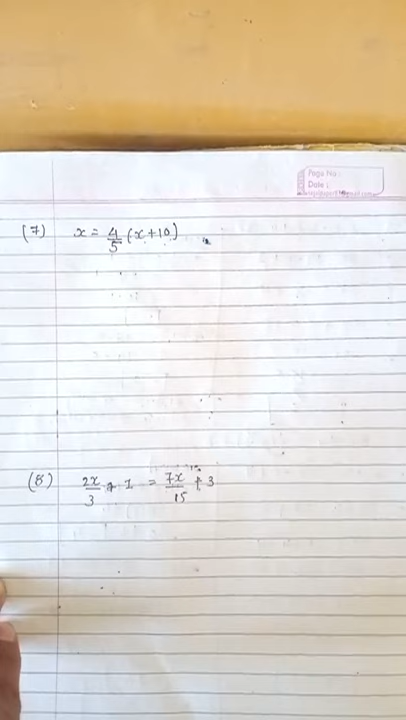 Page No :
Date :
(7) x = 4/5 (x+10)
(8) 2x/3 + 1 = 7x/15 + 3